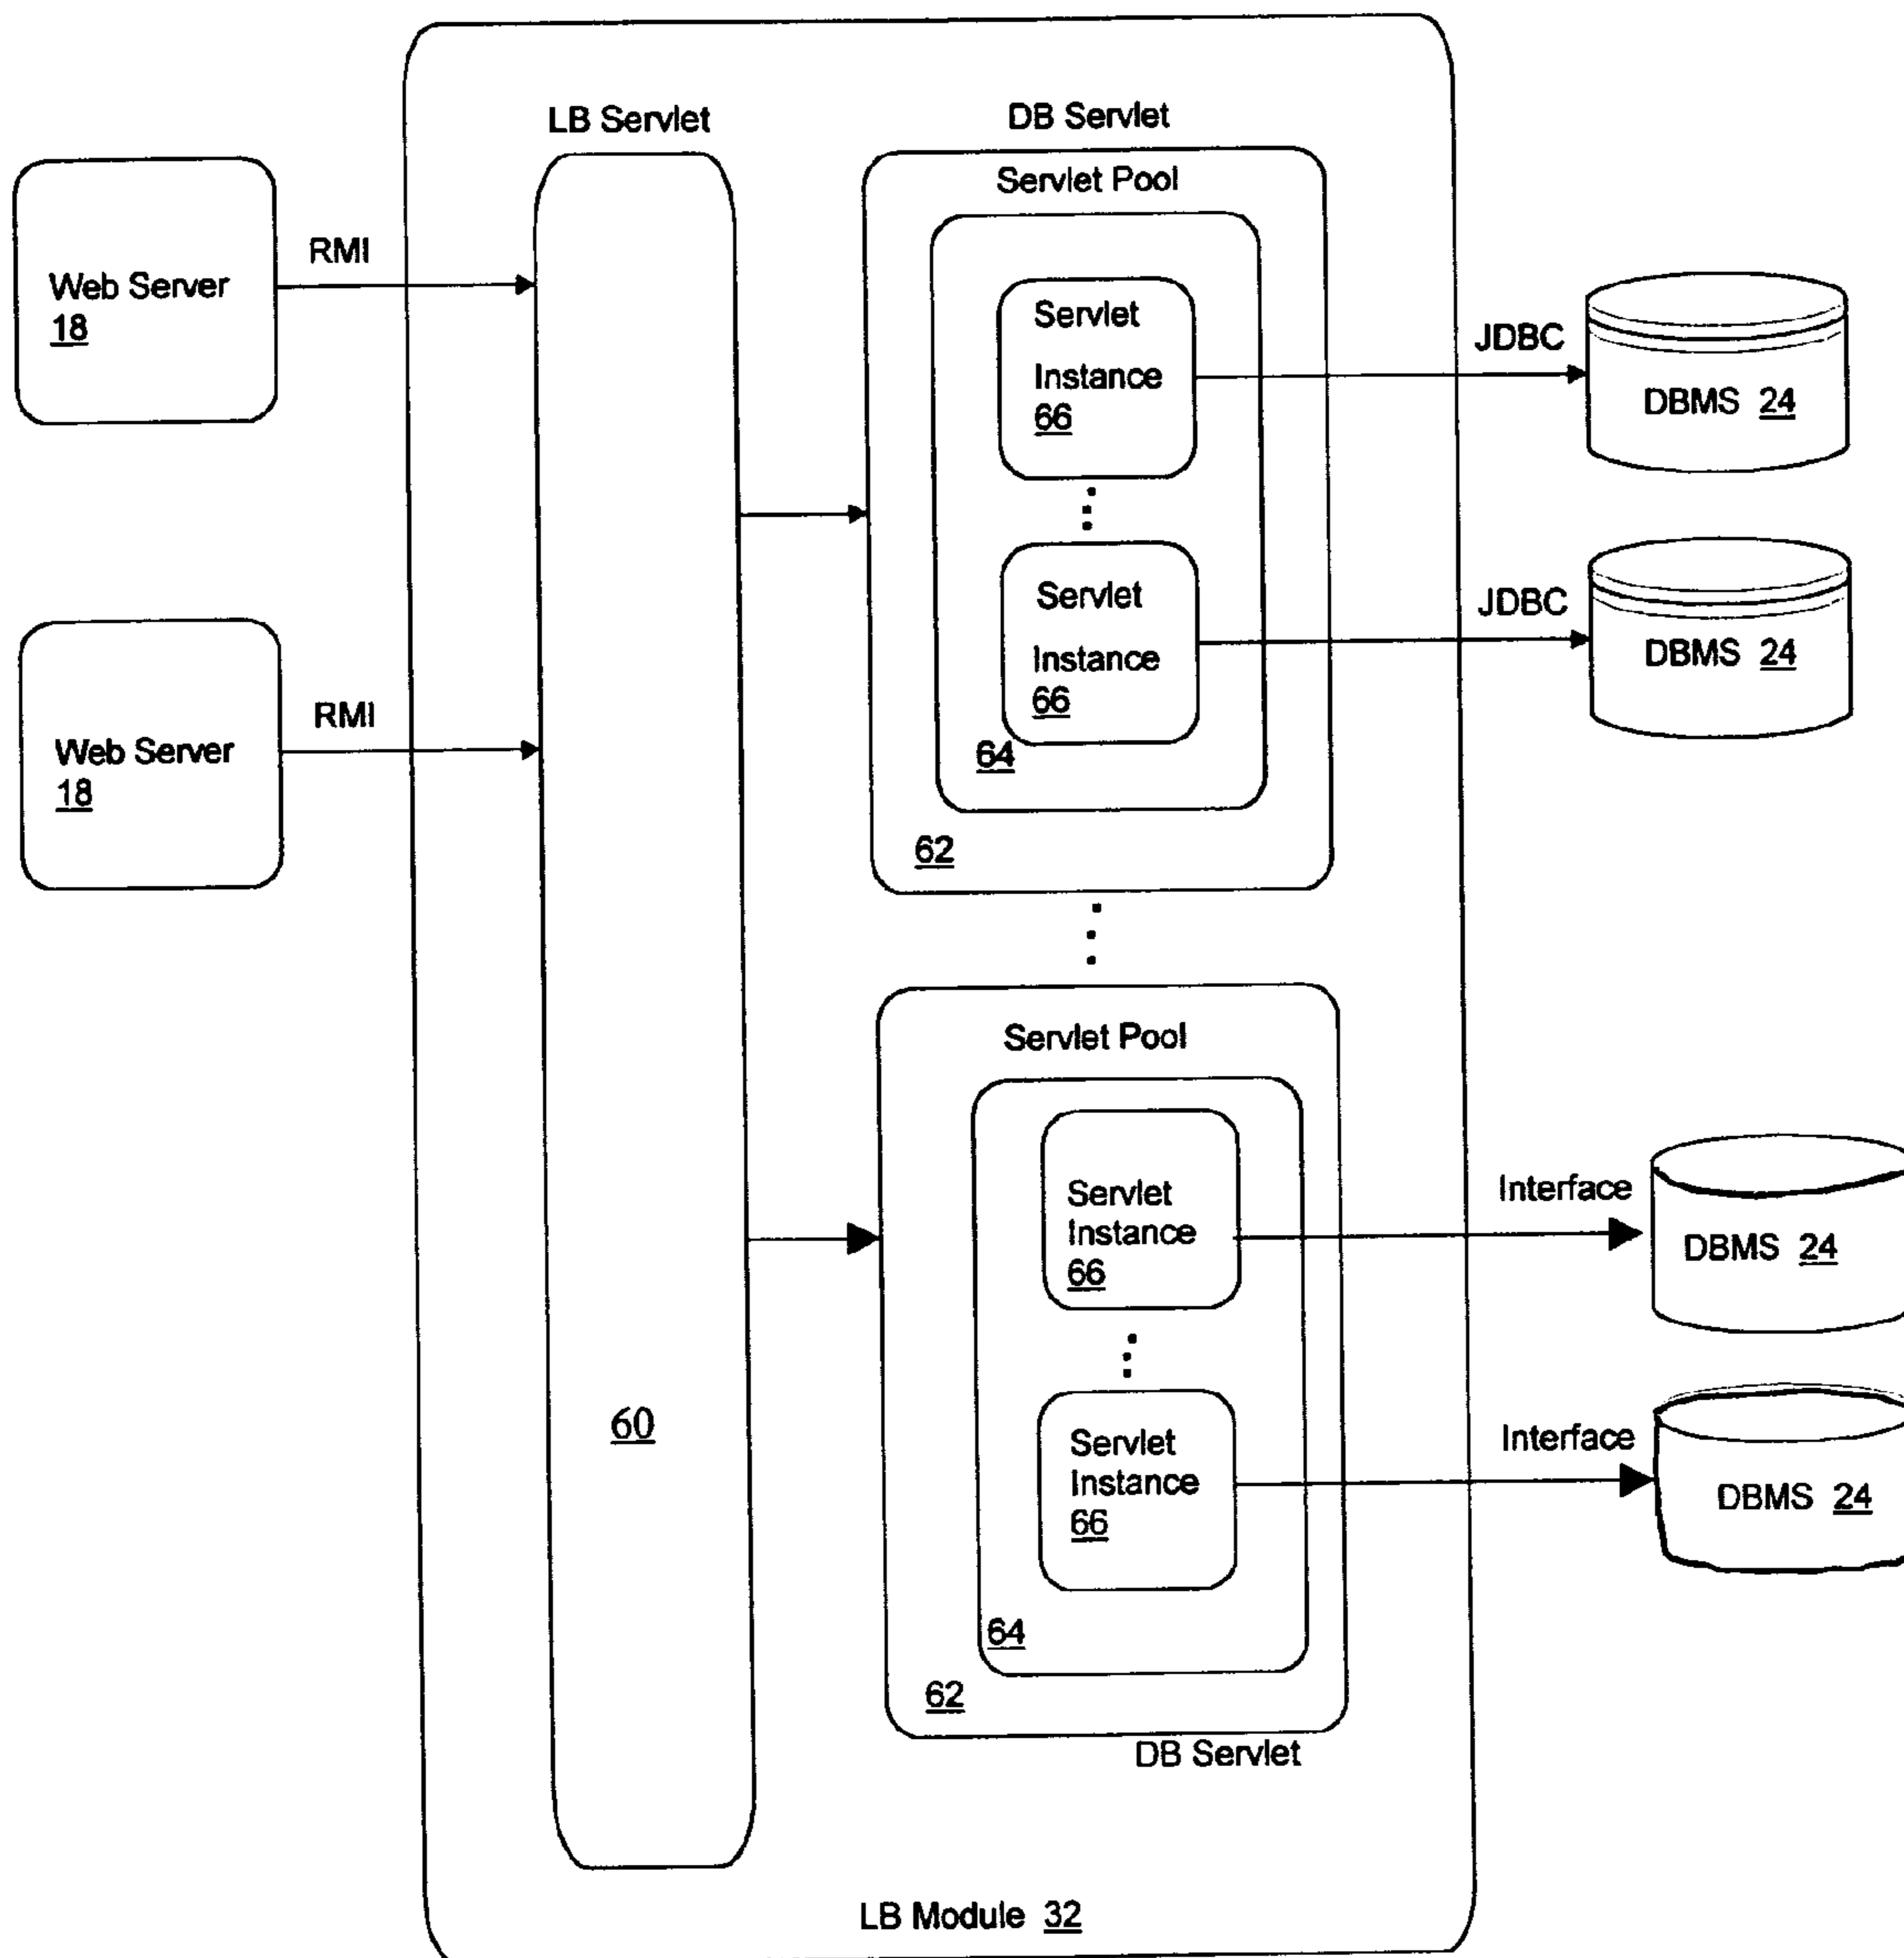 LB Servlet
DB Servlet
Servlet Pool
Web Server
18
RMI
Servlet
Instance
66
JDBC
DBMS 24
Servlet
Instance
66
JDBC
DBMS 24
64
62
Web Server
18
RMI
Servlet Pool
Servlet
Instance
66
Interface
DBMS 24
Servlet
Instance
66
Interface
DBMS 24
64
62
DB Servlet
60
LB Module 32